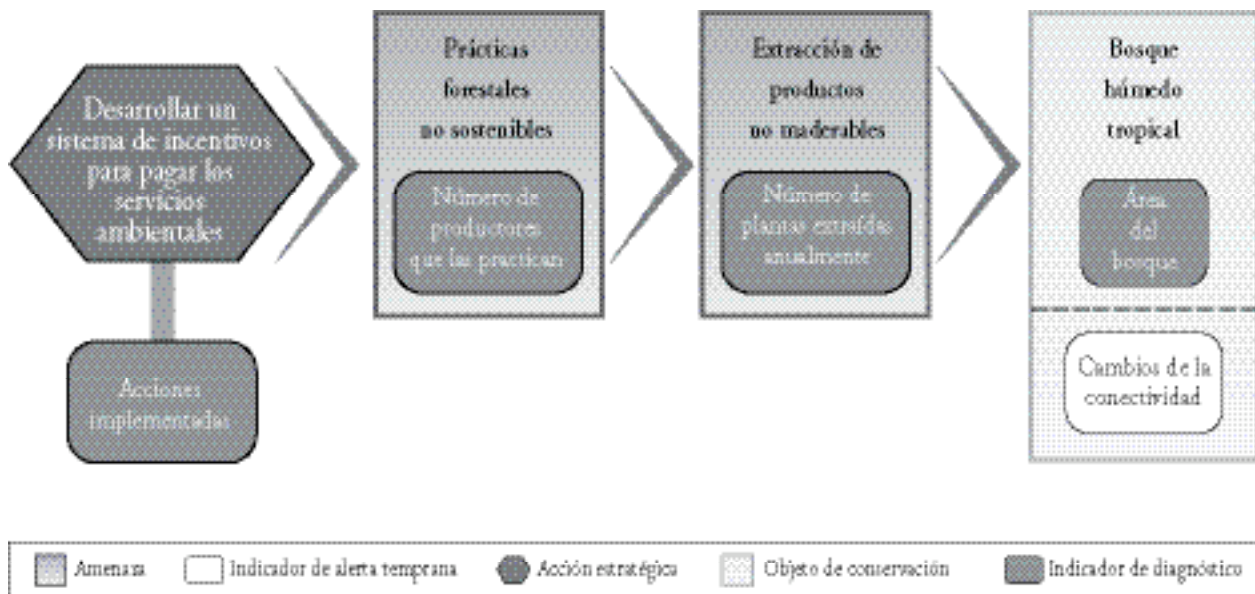 Desarrollar un
sistema de incentivos
para pagar los
servicios
ambientales
Acciones
implementadas
Prácticas
forestales
no sostenibles
Número de
productores
que las practican
Extracción de
productos
no maderables
Número de
plantas extraídas
anualmente
Bosque
húmedo
tropical
Área
del
bosque
Cambios de la
conectividad
Amenaza
Indicador de alerta temprana
Acción estratégica
Objeto de conservación
Indicador de diagnóstico